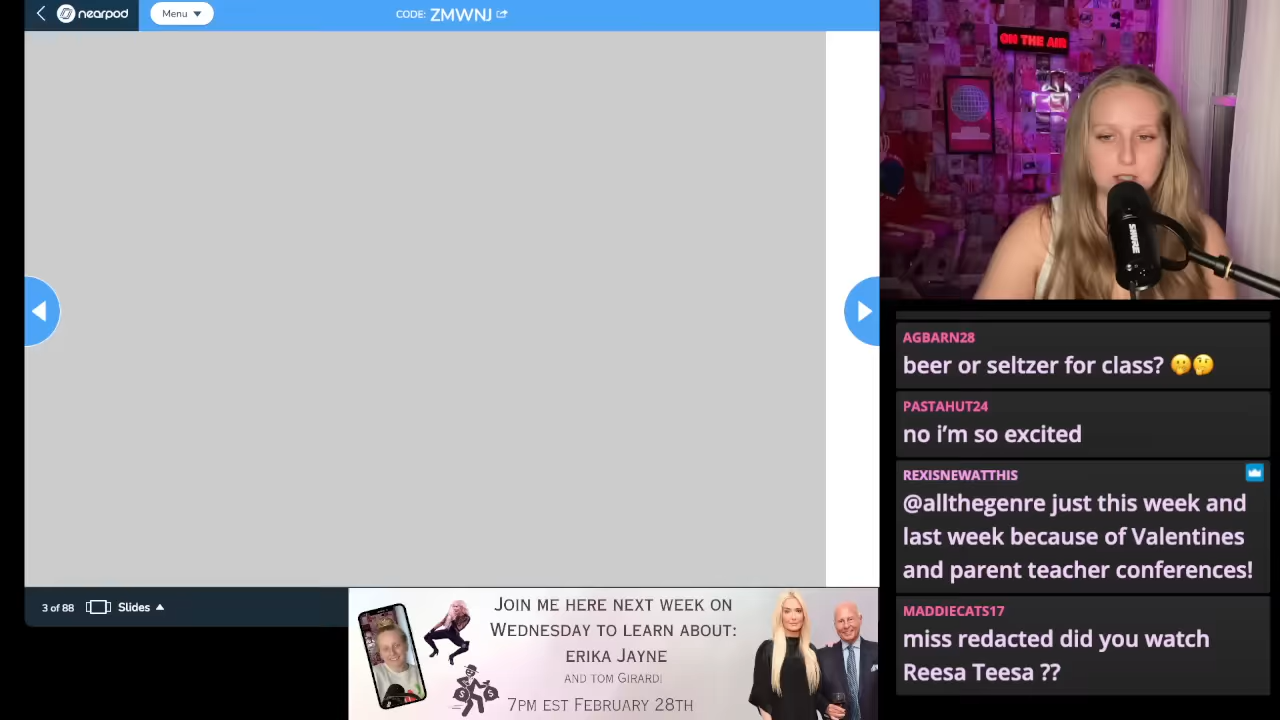 nearpod
Menu
CODE: ZMWNJ
ON THE AIR
SHURE
AGBARN28
beer or seltzer for class? 🤭🤔
PASTAHUT24
no i'm so excited
REXISNEWATTHIS
@allthegenre just this week and
last week because of Valentines
and parent teacher conferences!
MADDIECATS17
miss redacted did you watch
Reesa Teesa ??
3 of 88
Slides
JOIN ME HERE NEXT WEEK ON
WEDNESDAY TO LEARN ABOUT:
ERIKA JAYNE
AND TOM GIRARDI
7PM EST FEBRUARY 28TH